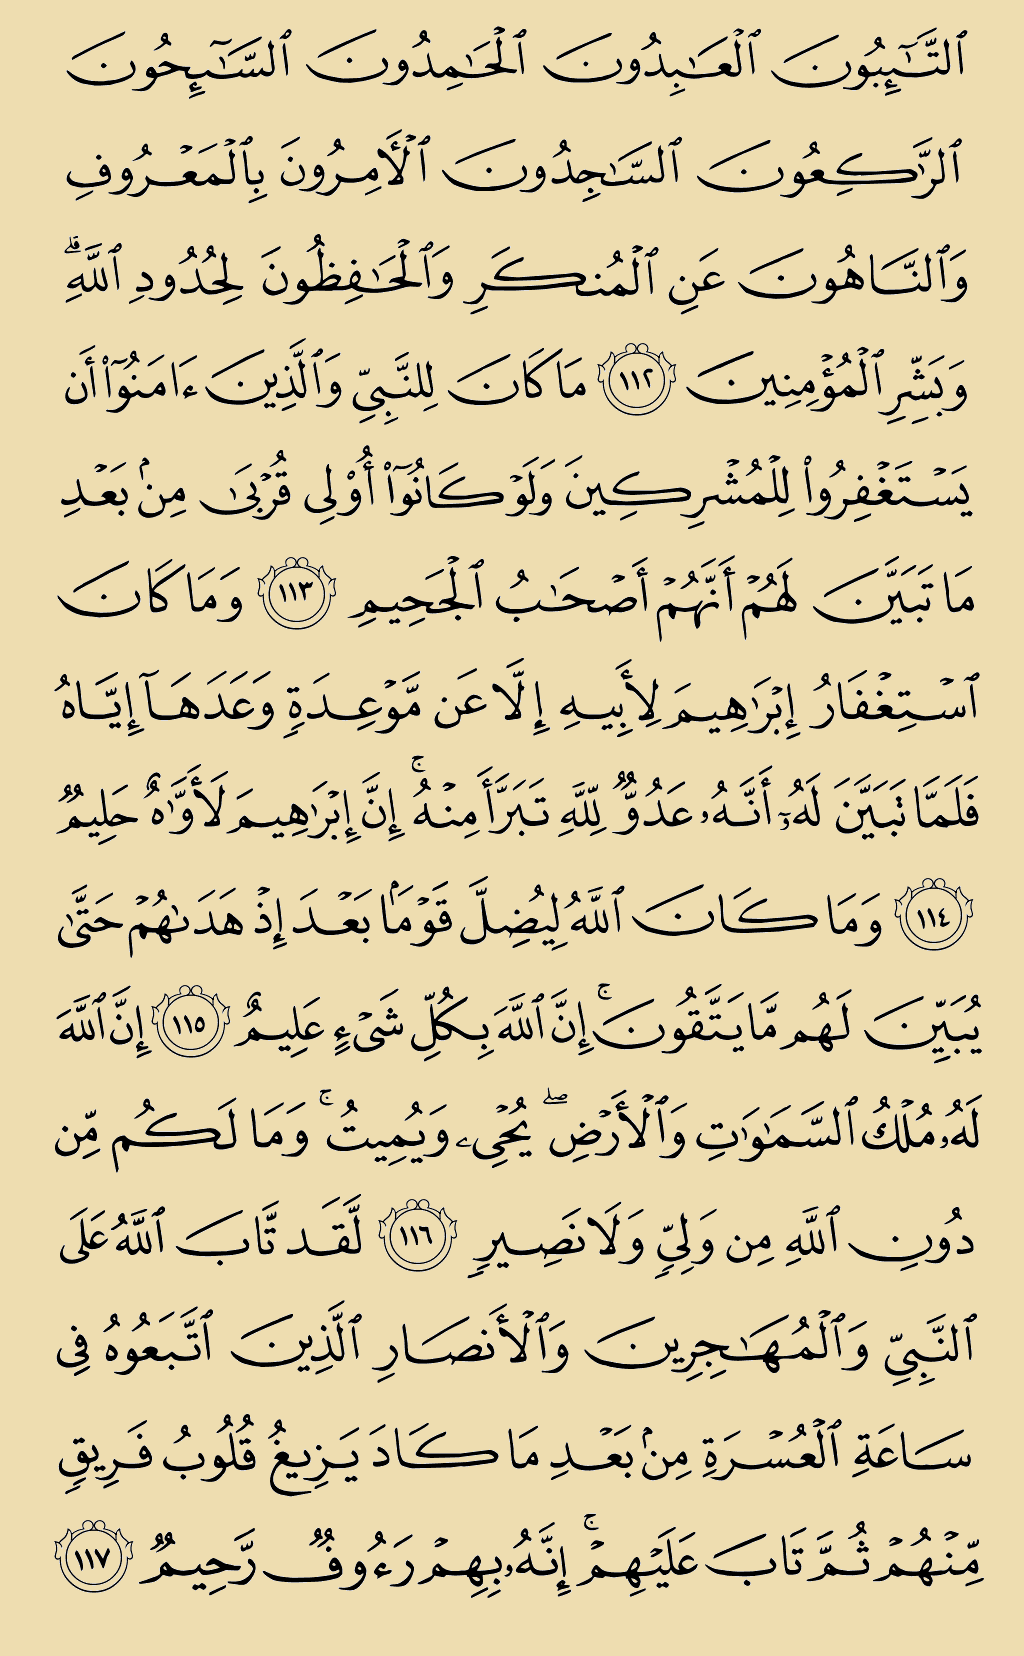 ٱلتَّٰٓئِبُونَ ٱلْعَٰبِدُونَ ٱلْحَٰمِدُونَ ٱلسَّٰٓئِحُونَ
ٱلرَّٰكِعُونَ ٱلسَّٰجِدُونَ ٱلْأَمِرُونَ بِٱلْمَعْرُوفِ
وَٱلنَّاهُونَ عَنِ ٱلْمُنكَرِ وَٱلْحَٰفِظُونَ لِحُدُودِ ٱللَّهِۗ
وَبَشِّرِ ٱلْمُؤْمِنِينَ ١١٢ مَا كَانَ لِلنَّبِيِّ وَٱلَّذِينَ ءَامَنُوٓا۟ أَن
يَسْتَغْفِرُوا۟ لِلْمُشْرِكِينَ وَلَوْ كَانُوٓا۟ أُو۟لِى قُرْبَىٰ مِنۢ بَعْدِ
مَا تَبَيَّنَ لَهُمْ أَنَّهُمْ أَصْحَٰبُ ٱلْجَحِيمِ ١١٣ وَمَا كَانَ
ٱسْتِغْفَارُ إِبْرَٰهِيمَ لِأَبِيهِ إِلَّا عَن مَّوْعِدَةٍ وَعَدَهَآ إِيَّاهُ
فَلَمَّا تَبَيَّنَ لَهُۥٓ أَنَّهُۥ عَدُوٌّ لِّلَّهِ تَبَرَّأَ مِنْهُۚ إِنَّ إِبْرَٰهِيمَ لَأَوَّٰهٌ حَلِيمٌ
١١٤ وَمَا كَانَ ٱللَّهُ لِيُضِلَّ قَوْمَۢا بَعْدَ إِذْ هَدَىٰهُمْ حَتَّىٰ
يُبَيِّنَ لَهُم مَّا يَتَّقُونَۚ إِنَّ ٱللَّهَ بِكُلِّ شَىْءٍ عَلِيمٌ ١١٥ إِنَّ ٱللَّهَ
لَهُۥ مُلْكُ ٱلسَّمَٰوَٰتِ وَٱلْأَرْضِۖ يُحْىِۦ وَيُمِيتُۚ وَمَا لَكُم مِّن
دُونِ ٱللَّهِ مِن وَلِيٍّ وَلَا نَصِيرٍ ١١٦ لَّقَد تَّابَ ٱللَّهُ عَلَى
ٱلنَّبِيِّ وَٱلْمُهَٰجِرِينَ وَٱلْأَنصَارِ ٱلَّذِينَ ٱتَّبَعُوهُ فِى
سَاعَةِ ٱلْعُسْرَةِ مِنۢ بَعْدِ مَا كَادَ يَزِيغُ قُلُوبُ فَرِيقٍ
مِّنْهُمْ ثُمَّ تَابَ عَلَيْهِمْۚ إِنَّهُۥ بِهِمْ رَءُوفٌ رَّحِيمٌ ١١٧